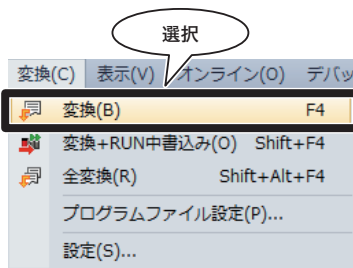 選択
変換(C) 表示(V) オンライン(O) デバッ
変換(B) F4
変換+RUN中書込み(O) Shift+F4
全変換(R) Shift+Alt+F4
プログラムファイル設定(P)...
設定(S)...